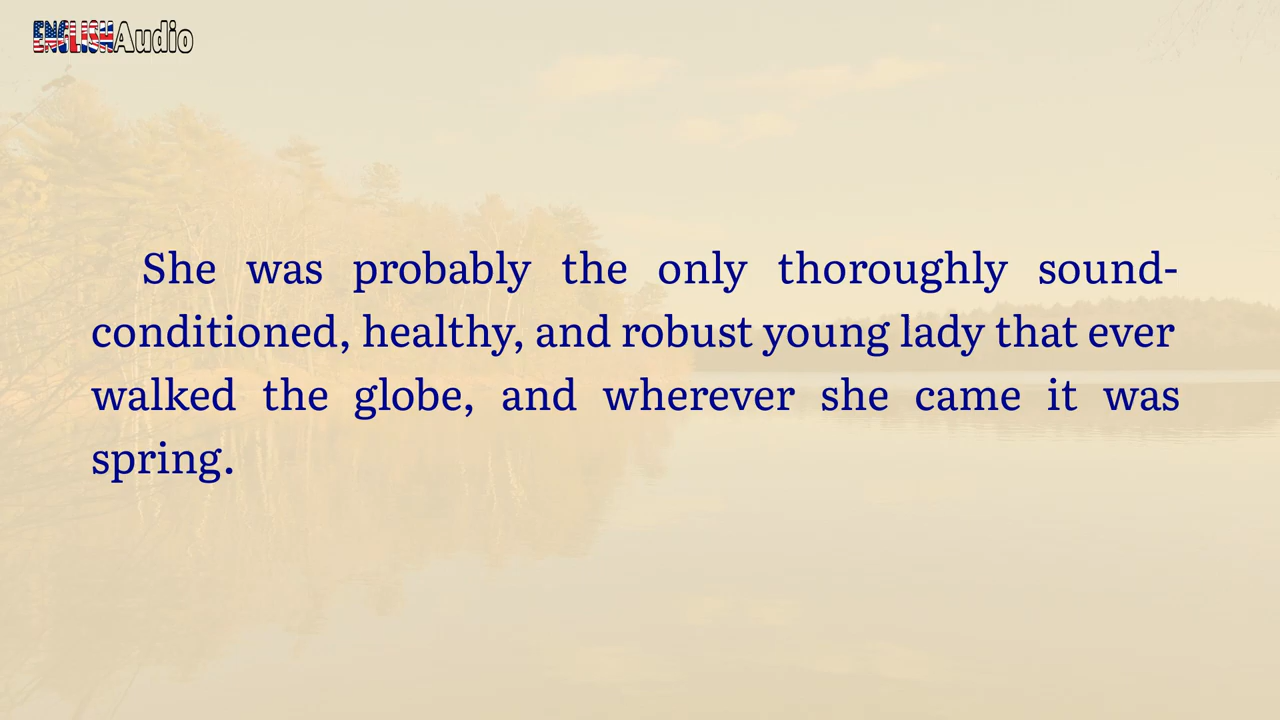 ENGLISHAudio
She was probably the only thoroughly sound-
conditioned, healthy, and robust young lady that ever
walked the globe, and wherever she came it was
spring.